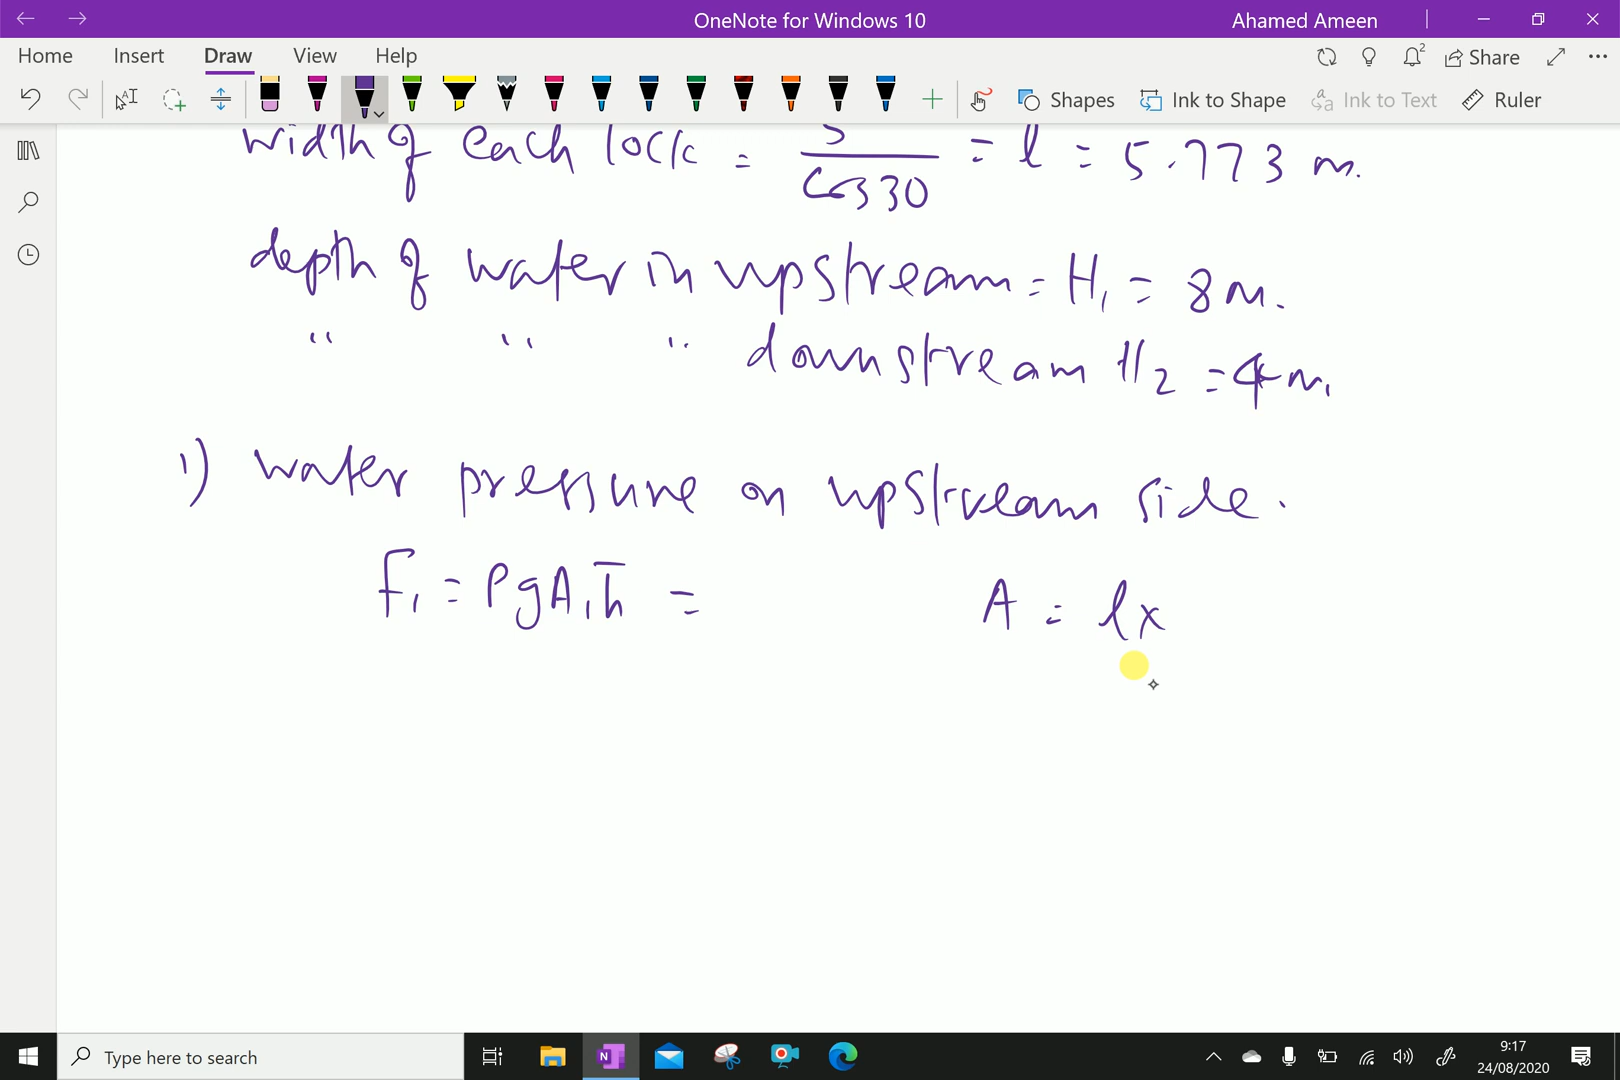 OneNote for Windows 10
Ahamed Ameen
Home Insert Draw View Help
2 Share
Shapes Ink to Shape Ink to Text Ruler
width of each lock = 5/cos30 = l = 5.773 m.
depth of water in upstream = H₁ = 8m.
" " " downstream H₂ = 4m.
1) water pressure on upstream side.
F₁ = ρgA₁h̄ = A = lx
Type here to search
9:17
24/08/2020